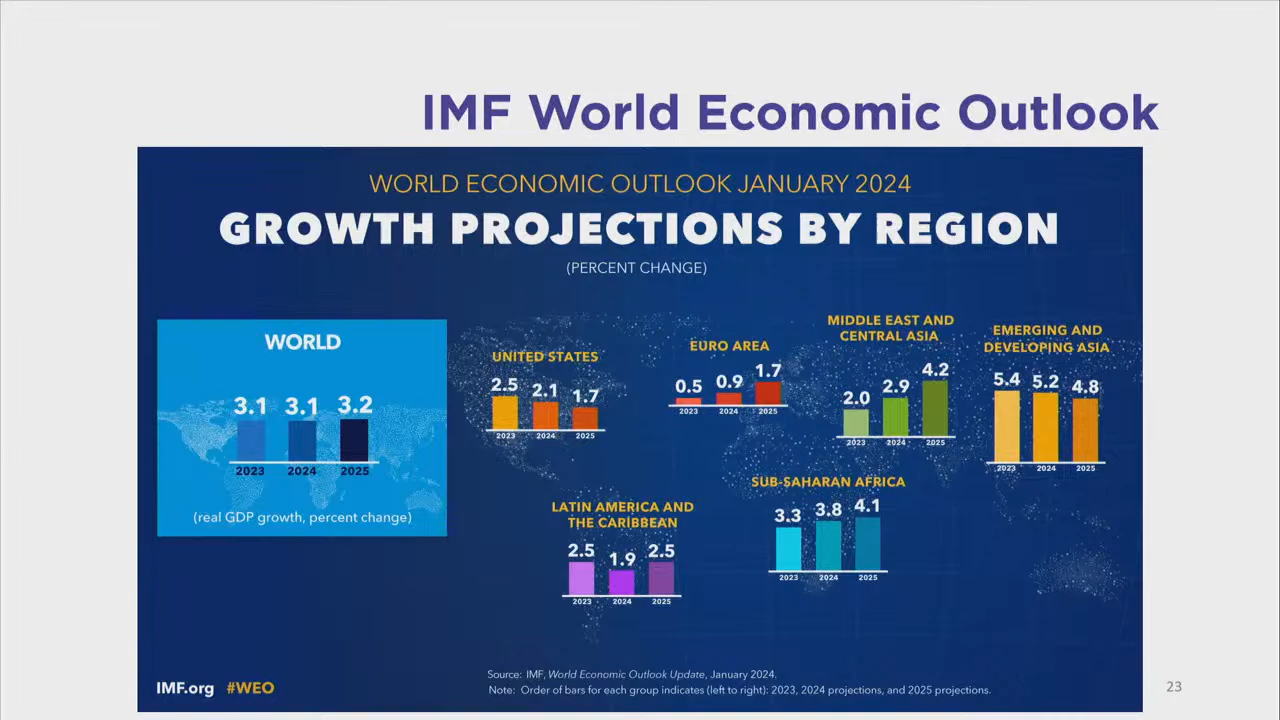 IMF World Economic Outlook
WORLD ECONOMIC OUTLOOK JANUARY 2024
GROWTH PROJECTIONS BY REGION
(PERCENT CHANGE)
WORLD
3.1 3.1 3.2
2023 2024 2025
(real GDP growth, percent change)
UNITED STATES
2.5 2.1 1.7
2023 2024 2025
EURO AREA
0.5 0.9 1.7
2023 2024 2025
MIDDLE EAST AND
CENTRAL ASIA
2.0 2.9 4.2
2023 2024 2025
EMERGING AND
DEVELOPING ASIA
5.4 5.2 4.8
2023 2024 2025
LATIN AMERICA AND
THE CARIBBEAN
2.5 1.9 2.5
2023 2024 2025
SUB-SAHARAN AFRICA
3.3 3.8 4.1
2023 2024 2025
Source: IMF, World Economic Outlook Update, January 2024.
Note: Order of bars for each group indicates (left to right): 2023, 2024 projections, and 2025 projections.
IMF.org #WEO
23